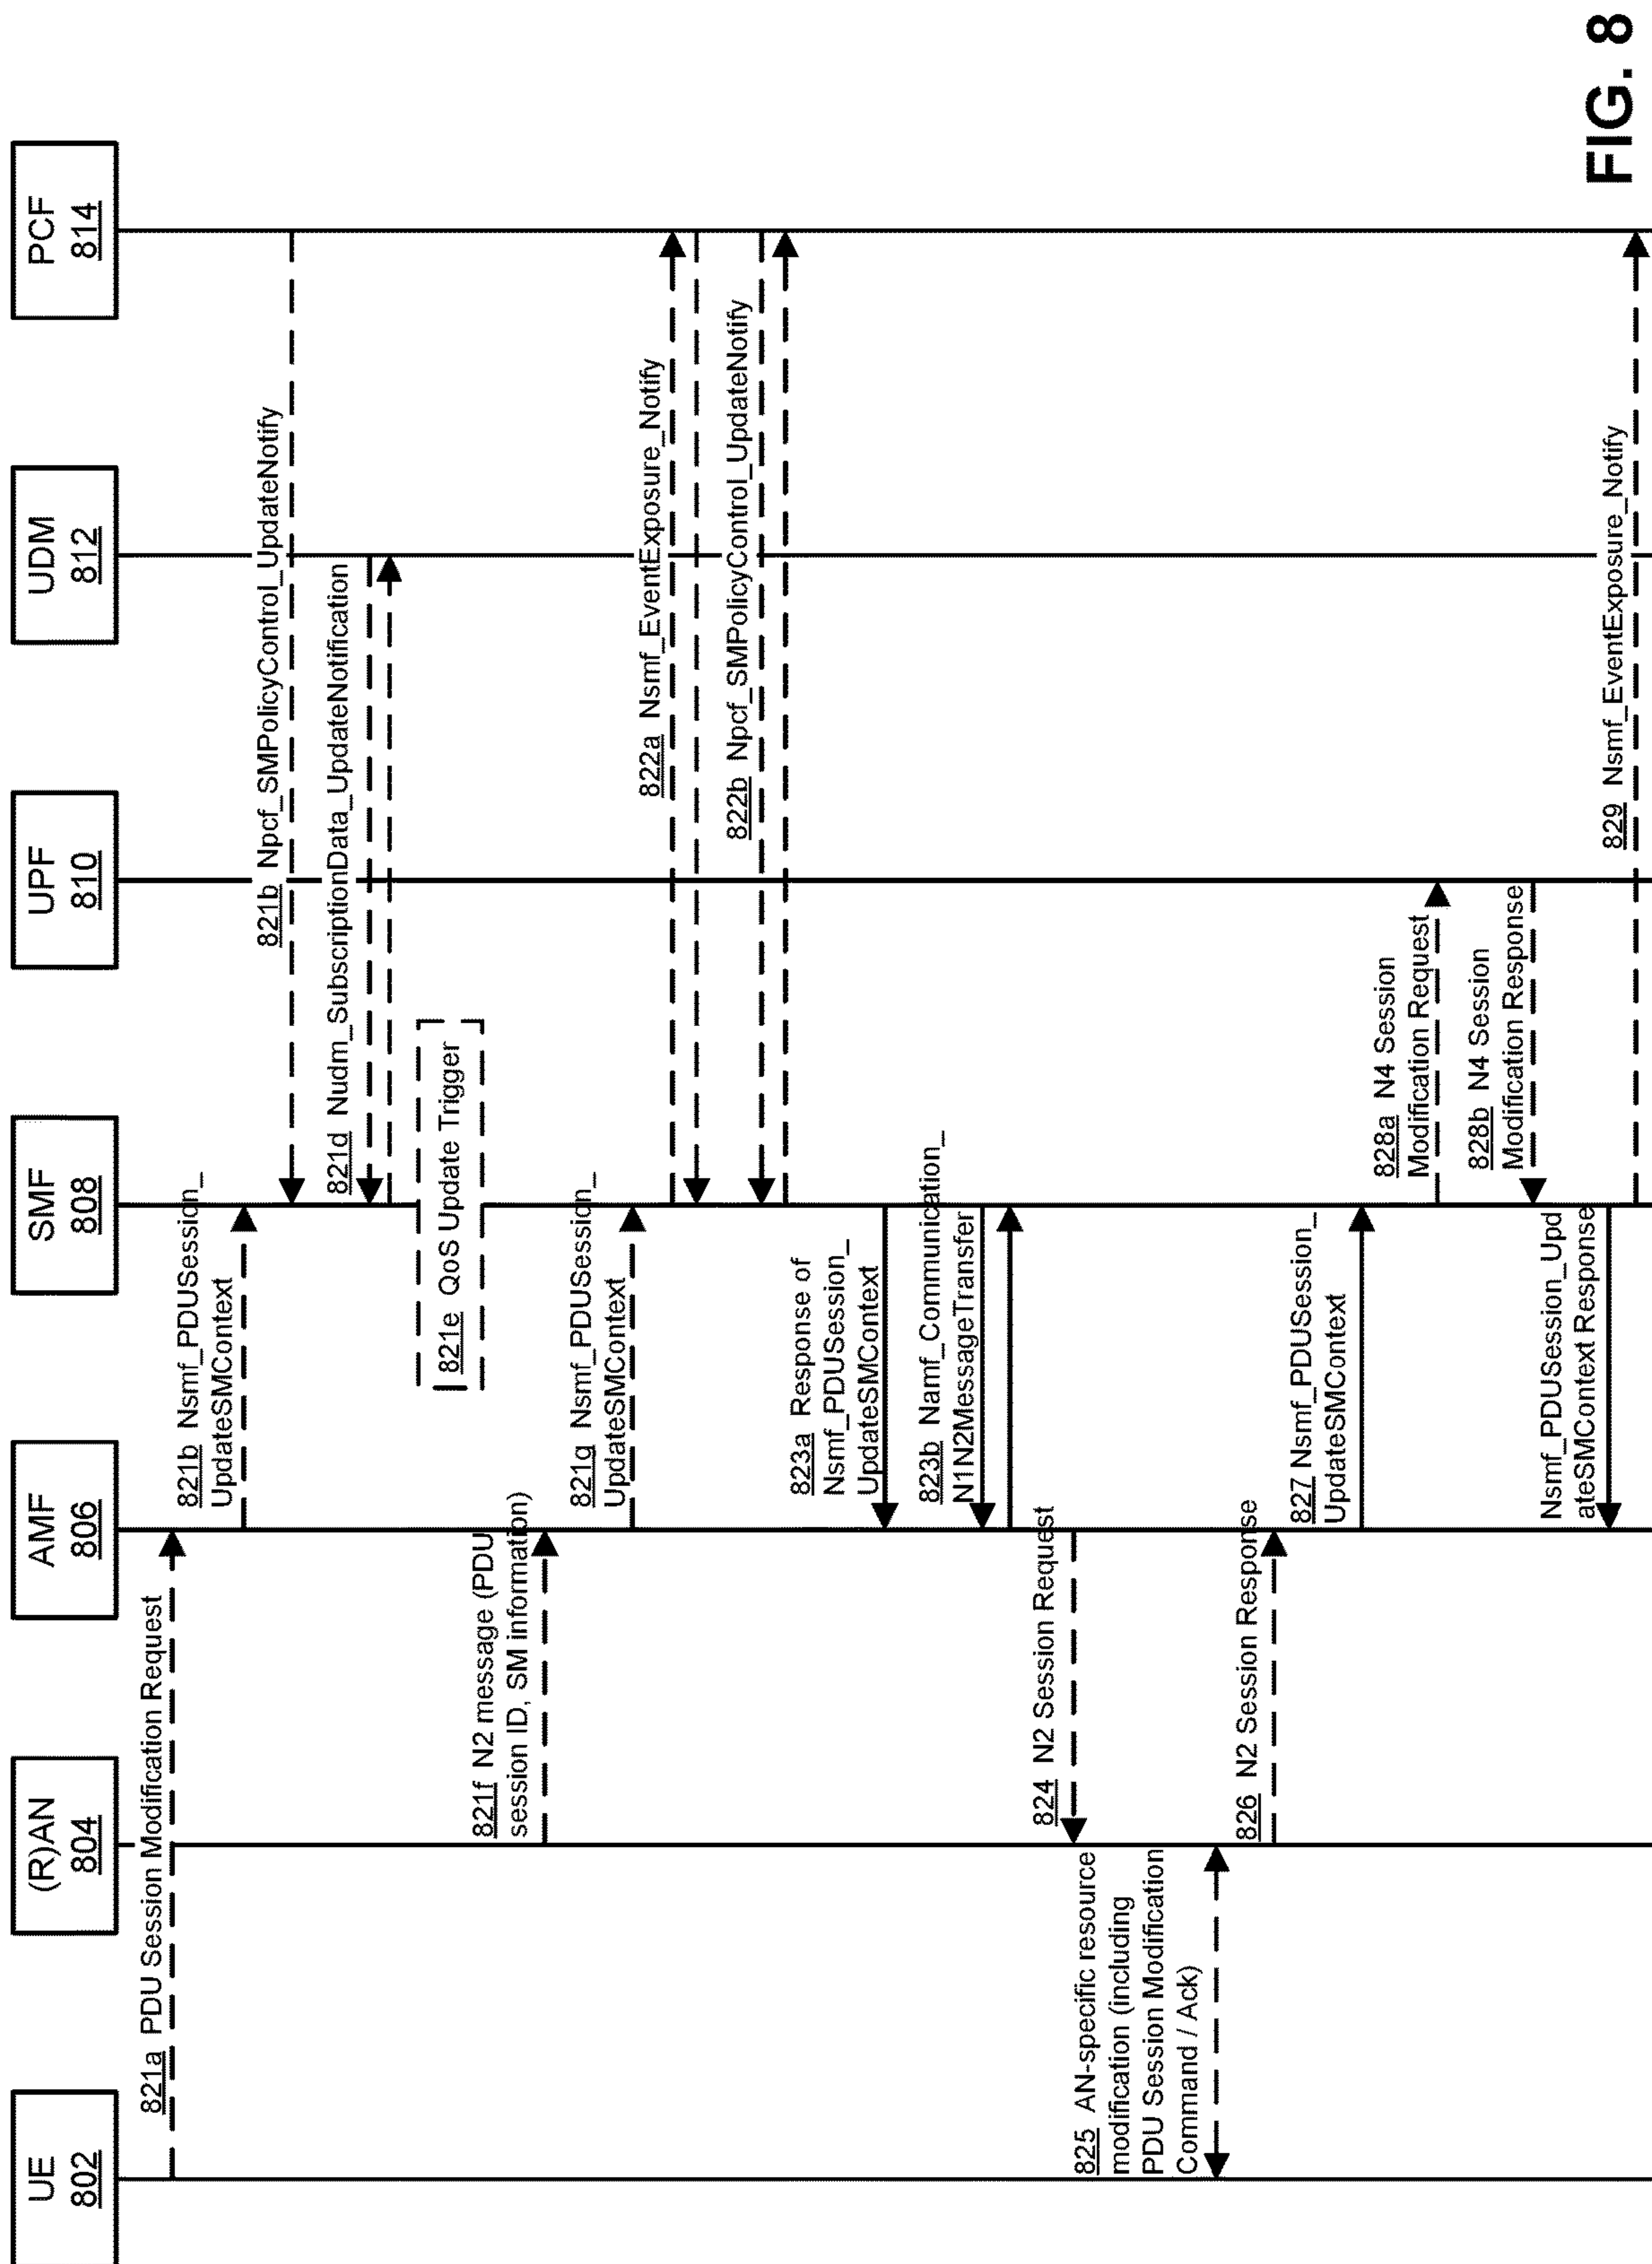 UE
802
(R)AN
804
AMF
806
SMF
808
UPF
810
UDM
812
PCF
814
821a PDU Session Modification Request
821b Nsmf_PDUSession_
UpdateSMContext
821b Npcf_SMPolicyControl_UpdateNotify
821d Nudm_SubscriptionData_UpdateNotification
821e QoS Update Trigger
821f N2 message (PDU
session ID, SM information)
821g Nsmf_PDUSession_
UpdateSMContext
822a Nsmf_EventExposure_Notify
822b Npcf_SMPolicyControl_UpdateNotify
823a Response of
Nsmf_PDUSession_
UpdateSMContext
823b Namf_Communication_
N1N2MessageTransfer
824 N2 Session Request
825 AN-specific resource
modification (including
PDU Session Modification
Command / Ack)
826 N2 Session Response
827 Nsmf_PDUSession_
UpdateSMContext
828a N4 Session
Modification Request
828b N4 Session
Modification Response
Nsmf_PDUSession_Upd
ateSMContext Response
829 Nsmf_EventExposure_Notify
FIG. 8